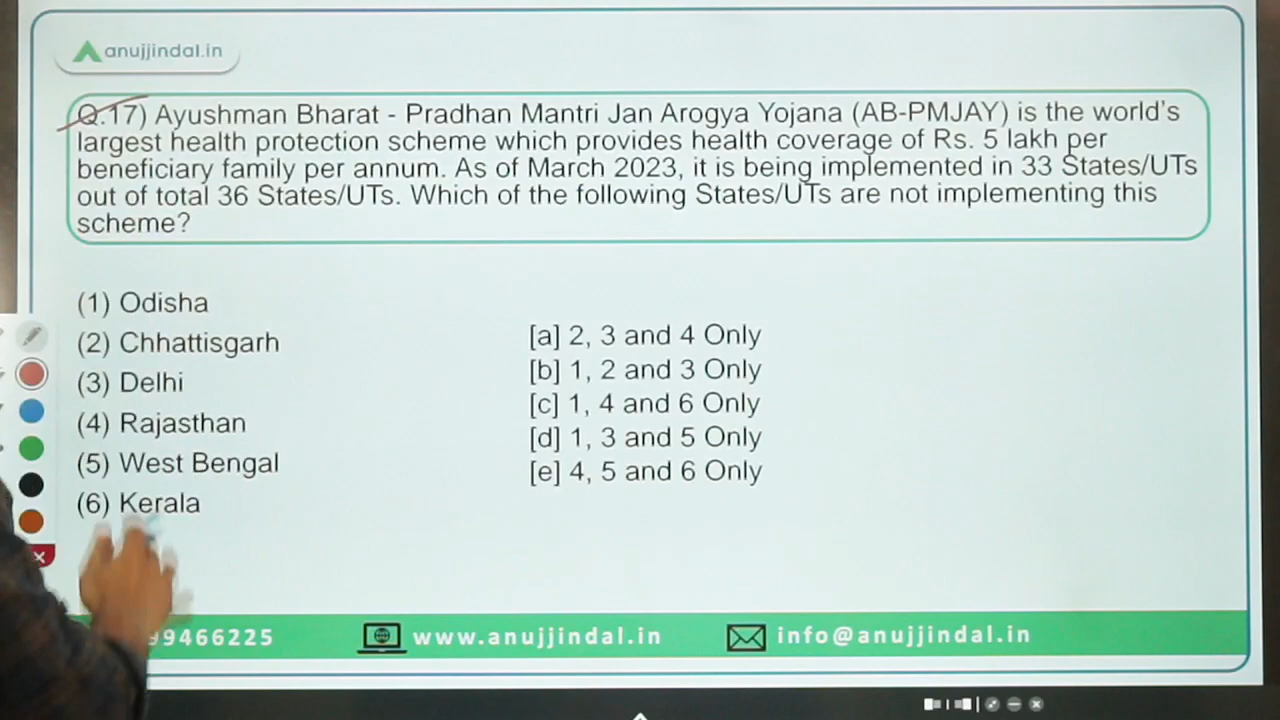 anujjindal.in
Q.17) Ayushman Bharat - Pradhan Mantri Jan Arogya Yojana (AB-PMJAY) is the world's
largest health protection scheme which provides health coverage of Rs. 5 lakh per
beneficiary family per annum. As of March 2023, it is being implemented in 33 States/UTs
out of total 36 States/UTs. Which of the following States/UTs are not implementing this
scheme?
(1) Odisha
(2) Chhattisgarh
(3) Delhi
(4) Rajasthan
(5) West Bengal
(6) Kerala
[a] 2, 3 and 4 Only
[b] 1, 2 and 3 Only
[c] 1, 4 and 6 Only
[d] 1, 3 and 5 Only
[e] 4, 5 and 6 Only
99466225
www.anujjindal.in
info@anujjindal.in